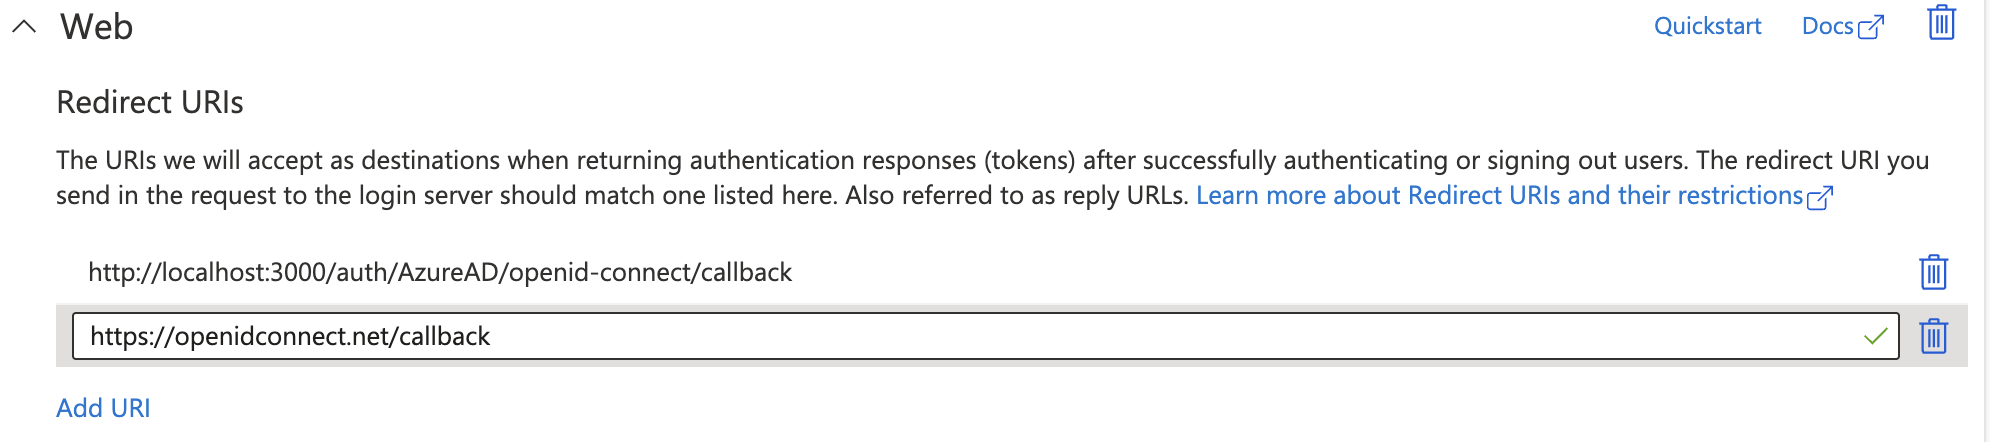 Web
Quickstart
Docs
Redirect URIs
The URIs we will accept as destinations when returning authentication responses (tokens) after successfully authenticating or signing out users. The redirect URI you
send in the request to the login server should match one listed here. Also referred to as reply URLs. Learn more about Redirect URIs and their restrictions
http://localhost:3000/auth/AzureAD/openid-connect/callback
https://openidconnect.net/callback
Add URI